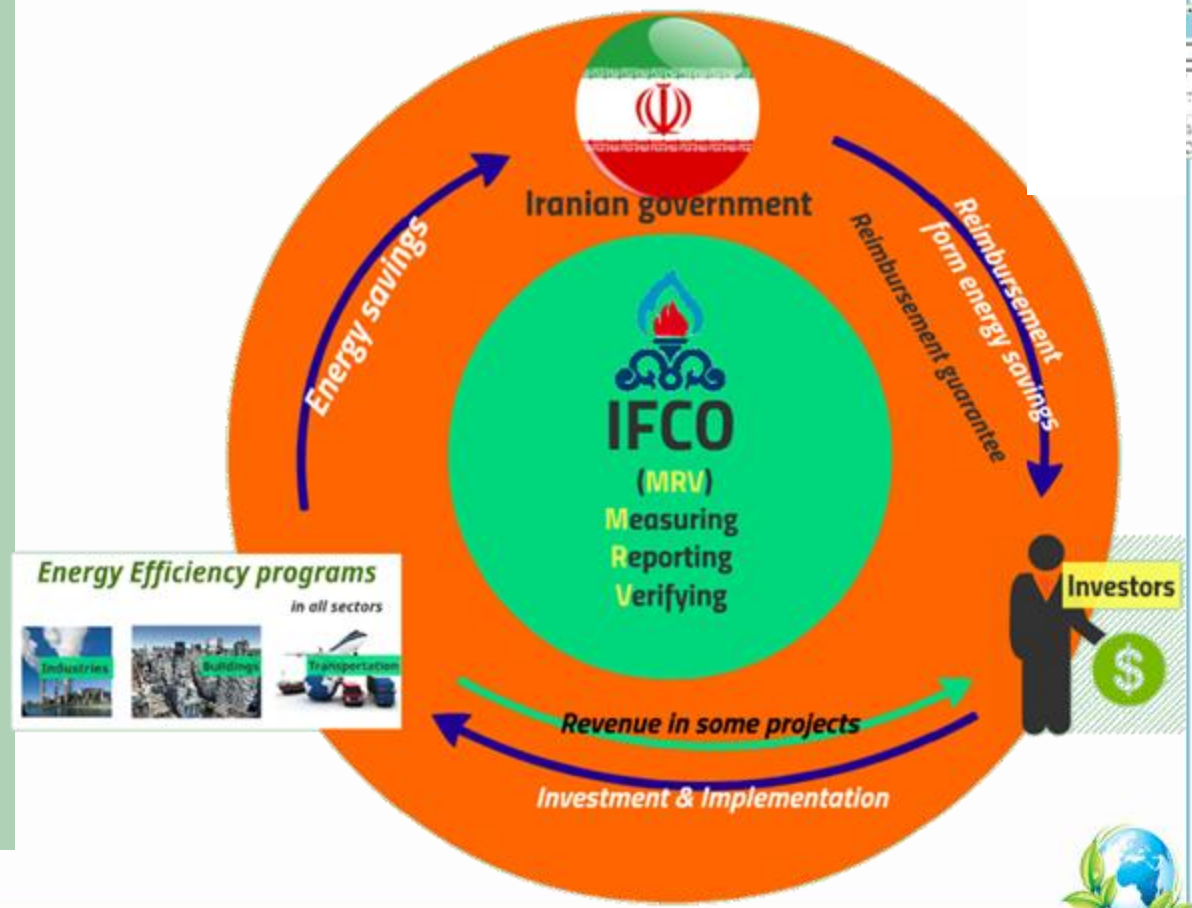 Iranian government
Energy savings
Reimbursement
form energy savings
Reimbursement guarantee
IFCO
(MRV)
Measuring
Reporting
Verifying
Investors
$
Energy Efficiency programs
in all sectors
Industries
Buildings
Transportation
Revenue in some projects
Investment & Implementation